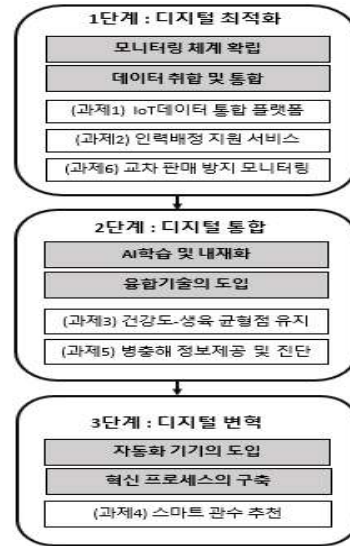 1단계 : 디지털 최적화
모니터링 체계 확립
데이터 취합 및 통합
(과제1) IoT데이터 통합 플랫폼
(과제2) 인력배정 지원 서비스
(과제6) 교차 판매 방지 모니터링
2단계 : 디지털 통합
AI학습 및 내재화
융합기술의 도입
(과제3) 건강도-생육 균형점 유지
(과제5) 병충해 정보제공 및 진단
3단계 : 디지털 변혁
자동화 기기의 도입
혁신 프로세스의 구축
(과제4) 스마트 관수 추천